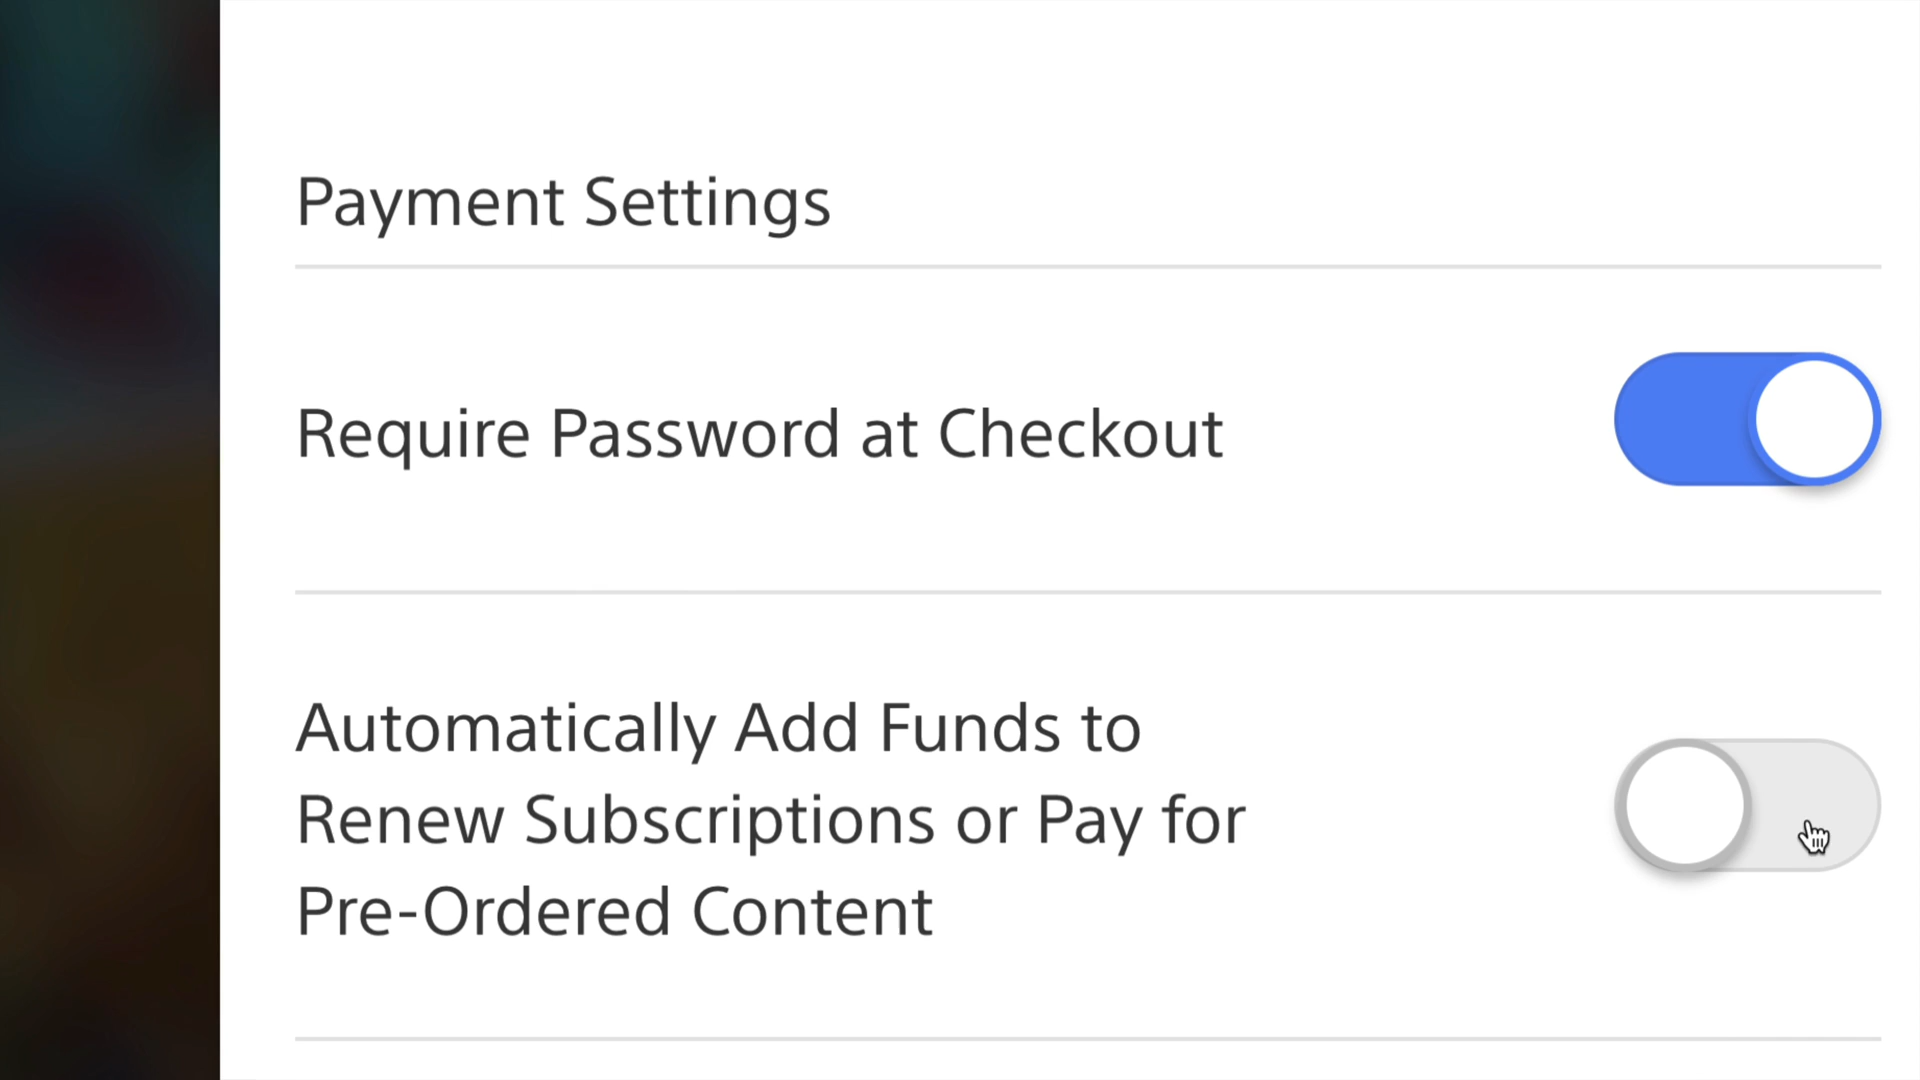 Payment Settings
Require Password at Checkout
Automatically Add Funds to
Renew Subscriptions or Pay for
Pre-Ordered Content